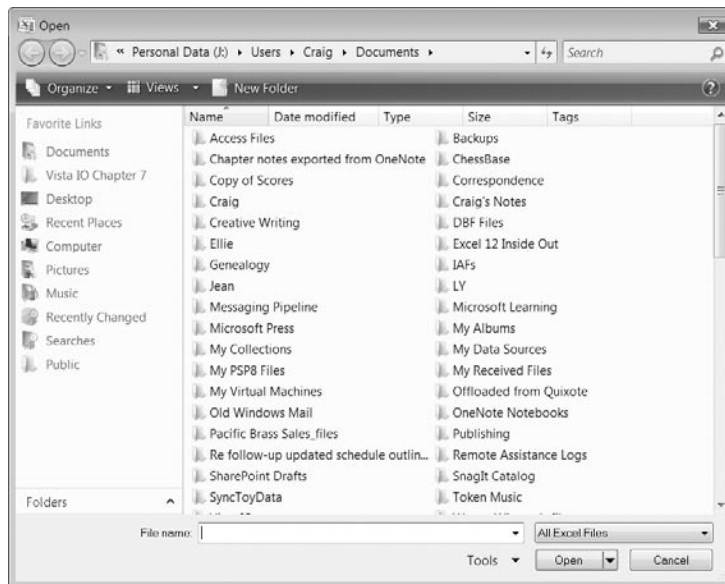 Open
« Personal Data (J:) › Users › Craig › Documents › Search
Organize Views New Folder
Favorite Links
Documents
Vista IO Chapter 7
Desktop
Recent Places
Computer
Pictures
Music
Recently Changed
Searches
Public
Folders
Name Date modified Type Size Tags
Access Files Backups
Chapter notes exported from OneNote ChessBase
Copy of Scores Correspondence
Craig Craig's Notes
Creative Writing DBF Files
Ellie Excel 12 Inside Out
Genealogy IAFs
Jean LY
Messaging Pipeline Microsoft Learning
Microsoft Press My Albums
My Collections My Data Sources
My PSP8 Files My Received Files
My Virtual Machines Offloaded from Quixote
Old Windows Mail OneNote Notebooks
Pacific Brass Sales_files Publishing
Re follow-up updated schedule outlin... Remote Assistance Logs
SharePoint Drafts SnagIt Catalog
SyncToyData Token Music
File name: All Excel Files
Tools Open Cancel